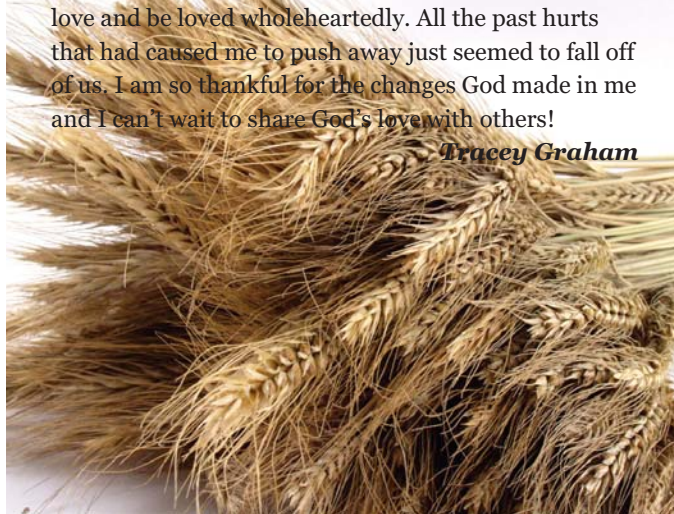 love and be loved wholeheartedly. All the past hurts
that had caused me to push away just seemed to fall off
of us. I am so thankful for the changes God made in me
and I can’t wait to share God’s love with others!
Tracey Graham